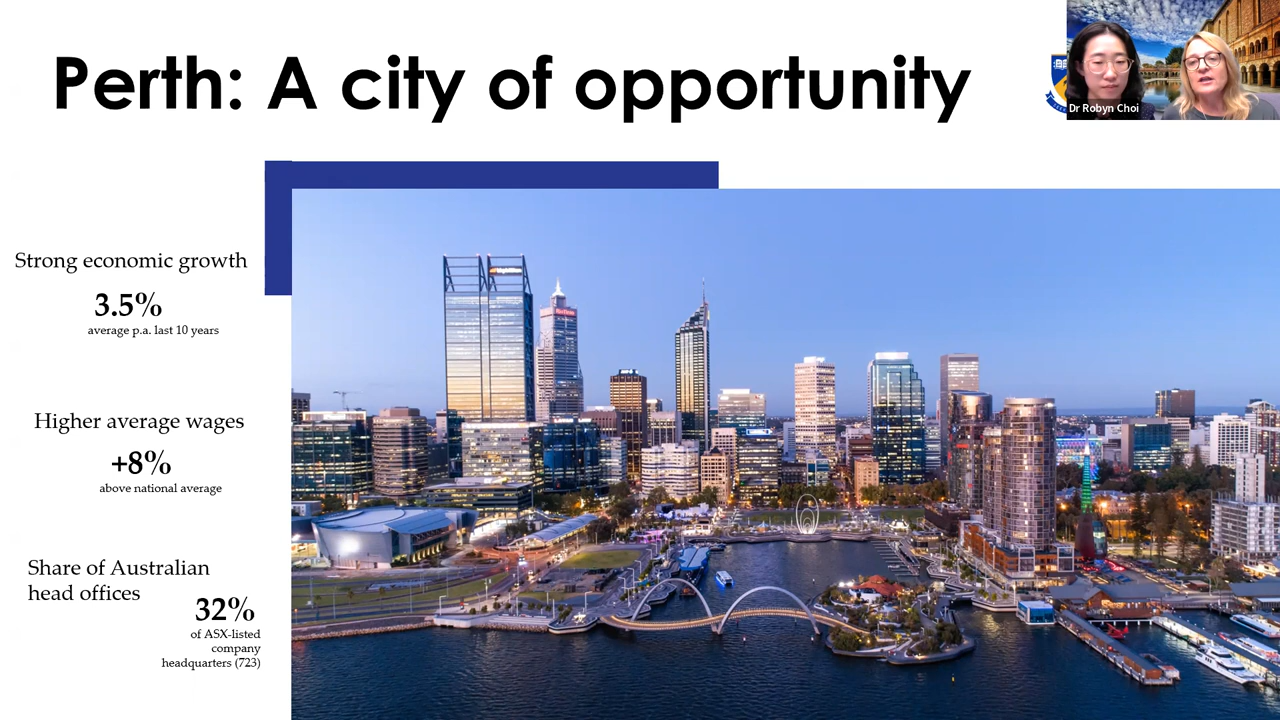 Perth: A city of opportunity
Dr Robyn Choi
Strong economic growth
3.5%
average p.a. last 10 years
Higher average wages
+8%
above national average
Share of Australian
head offices
32%
of ASX-listed
company
headquarters (723)
RioTinto